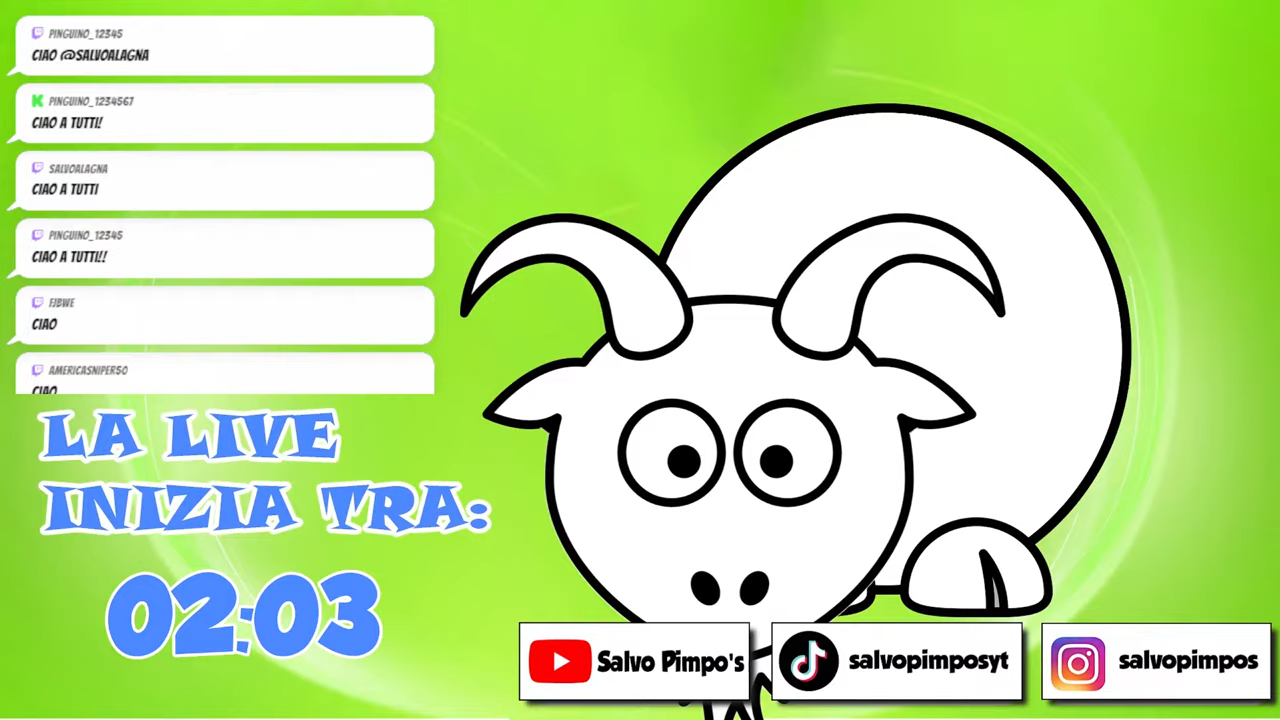 PINGUINO_12345
CIAO @SALVOALAGNA
PINGUINO_1234567
CIAO A TUTTI!
SALVOALAGNA
CIAO A TUTTI
PINGUINO_12345
CIAO A TUTTI!!
FJBWE
CIAO
AMERICASNIPER50
CIAO
LA LIVE
INIZIA TRA:
02:03
Salvo Pimpo's
salvopimposyt
salvopimpos